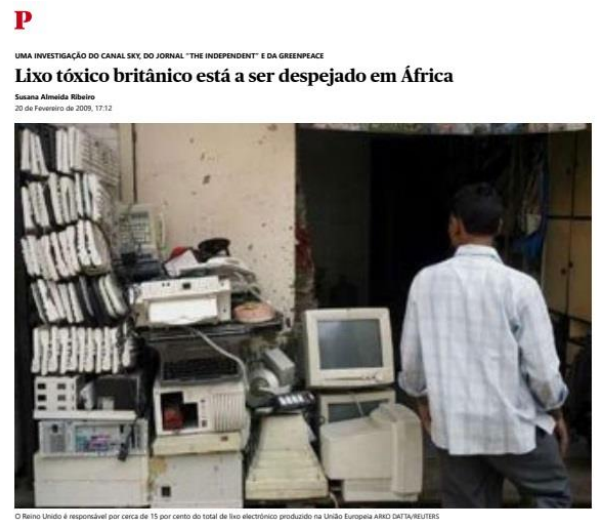 P
UMA INVESTIGAÇÃO DO CANAL SKY, DO JORNAL "THE INDEPENDENT" E DA GREENPEACE
Lixo tóxico britânico está a ser despejado em África
Susana Almeida Ribeiro
20 de Fevereiro de 2009, 17:12
O Reino Unido é responsável por cerca de 15 por cento do total de lixo electrónico produzido na União Europeia ARKO DATTA/REUTERS